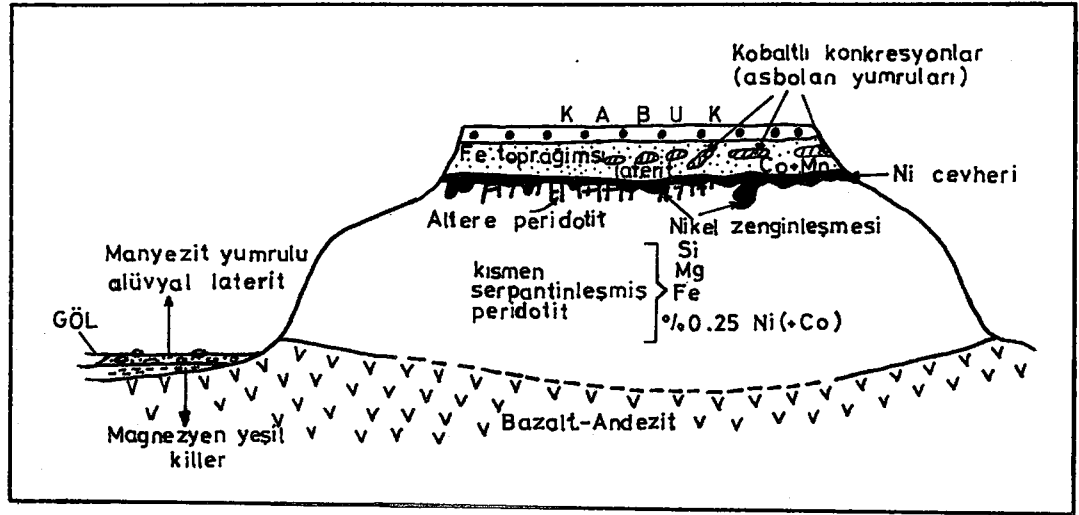 Kobaltlı konkresyonlar
(asbolan yumruları)
K A B U K
Fe toprağımsı
laterit
Co+Mn
Ni cevheri
Altere peridotit
Nikel zenginleşmesi
Manyezit yumrulu
alüvyal laterit
kısmen
serpantinleşmiş
peridotit
Si
Mg
Fe
%0.25 Ni(+Co)
GÖL
Bazalt-Andezit
Magnezyen yeşil
killer